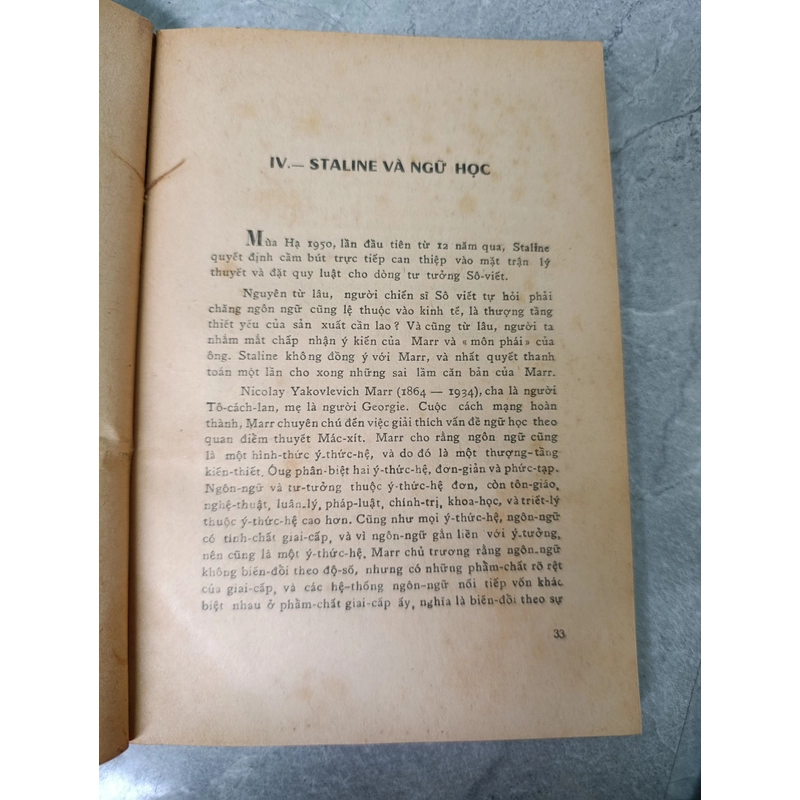 IV.— STALINE VÀ NGỮ HỌC
Mùa Hạ 1950, lần đầu tiên từ 12 năm qua, Staline
quyết định cầm bút trực tiếp can thiệp vào mặt trận lý
thuyết và đặt quy luật cho dòng tư tưởng Sô-viết.
Nguyên từ lâu, người chiến sĩ Sô viết tự hỏi phải
chăng ngôn ngữ cũng lệ thuộc vào kinh tế, là thượng tầng
thiết yếu của sản xuất cần lao? Và cũng từ lâu, người ta
nhắm mắt chấp nhận ý kiến của Marr và « môn phái » của
ông. Staline không đồng ý với Marr, và nhất quyết thanh
toán một lần cho xong những sai lầm căn bản của Marr.
Nicolay Yakovlevich Marr (1864 — 1934), cha là người
Tô-cách-lan, mẹ là người Georgie. Cuộc cách mạng hoàn
thành, Marr chuyên chú đến việc giải thích vấn đề ngữ học theo
quan điểm thuyết Mác-xít. Marr cho rằng ngôn ngữ cũng
là một hình-thức ý-thức-hệ, và do đó là một thượng-tầng
kiến-thiết. Ôug phân-biệt hai ý-thức-hệ, đơn-giản và phức-tạp.
Ngôn-ngữ và tư-tưởng thuộc ý-thức-hệ đơn, còn tôn-giáo,
nghệ-thuật, luân-lý, pháp-luật, chính-trị, khoa-học, và triết-lý
thuộc ý-thức-hệ cao hơn. Cũng như mọi ý-thức-hệ, ngôn-ngữ
có tính-chất giai-cấp, và vì ngôn-ngữ gắn liền với ý-tưởng,
nên cũng là một ý-thức-hệ. Marr chủ trương rằng ngôn-ngữ
không biến-đổi theo độ-số, nhưng có những phẩm-chất rõ rệt
của giai-cấp, và các hệ-thống ngôn-ngữ nối tiếp vốn khác
biệt nhau ở phẩm-chất giai-cấp ấy, nghĩa là biến-đổi theo sự
33